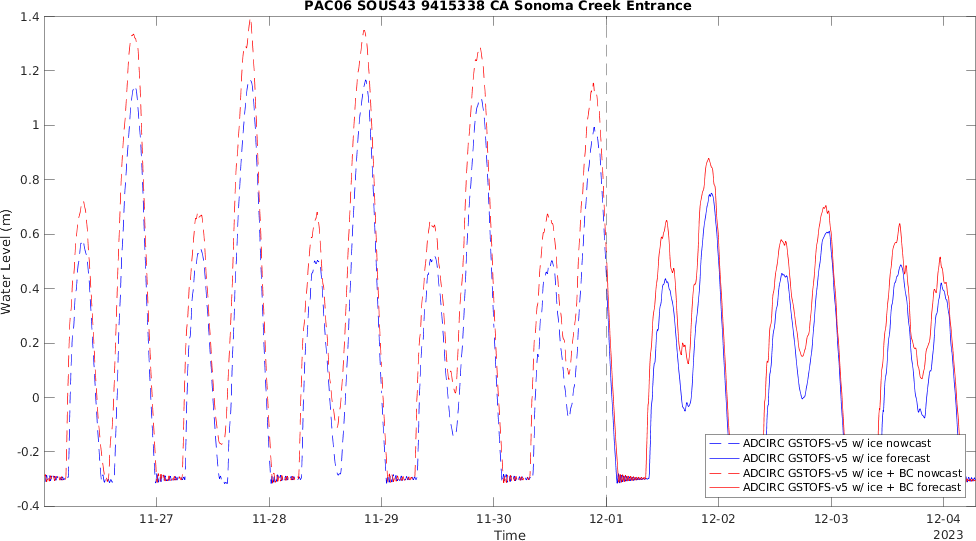 PAC06 SOUS43 9415338 CA Sonoma Creek Entrance
1.4
1.2
1
0.8
0.6
0.4
0.2
0
-0.2
-0.4
Water Level (m)
11-27
11-28
11-29
11-30
12-01
12-02
12-03
12-04
2023
Time
ADCIRC GSTOFS-v5 w/ ice nowcast
ADCIRC GSTOFS-v5 w/ ice forecast
ADCIRC GSTOFS-v5 w/ ice + BC nowcast
ADCIRC GSTOFS-v5 w/ ice + BC forecast